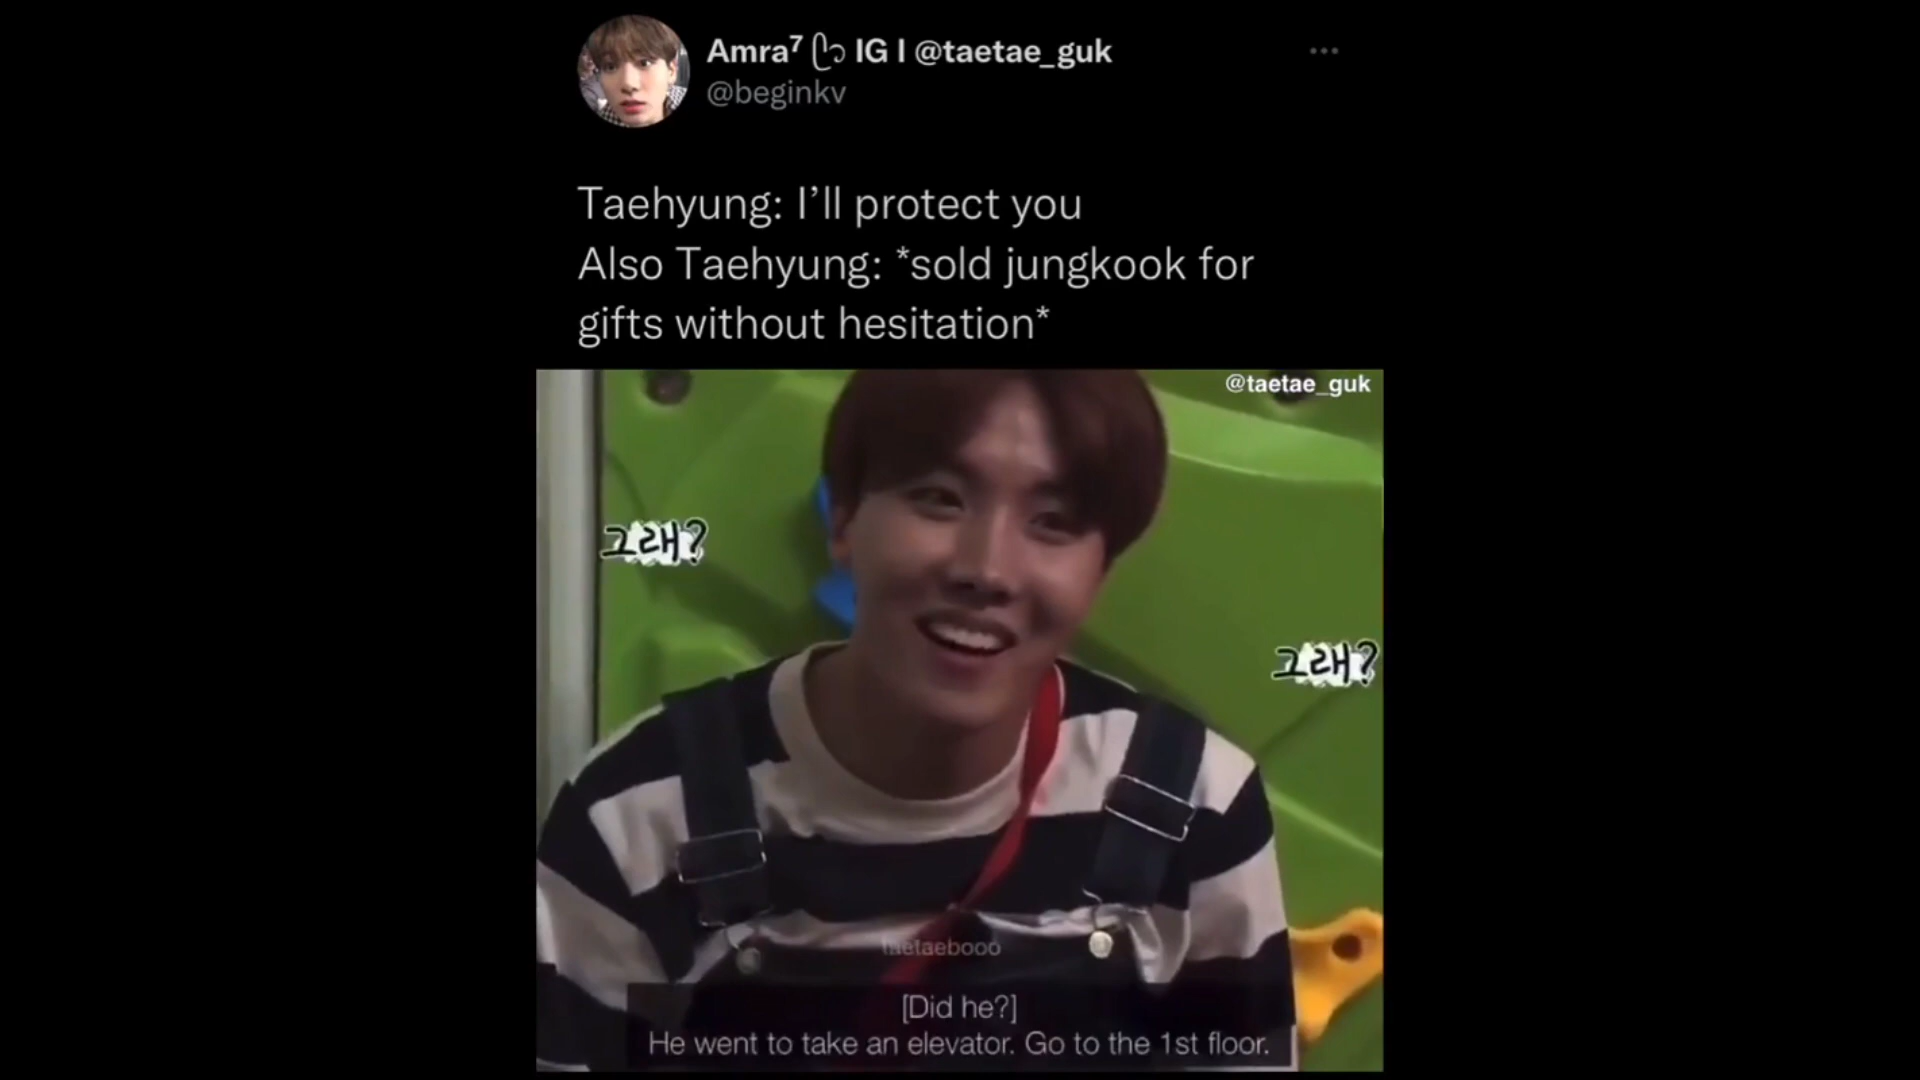 Amra⁷ IG I @taetae_guk
@beginkv
Taehyung: I'll protect you
Also Taehyung: *sold jungkook for
gifts without hesitation*
@taetae_guk
그래?
그래?
taetaebooo
[Did he?]
He went to take an elevator. Go to the 1st floor.